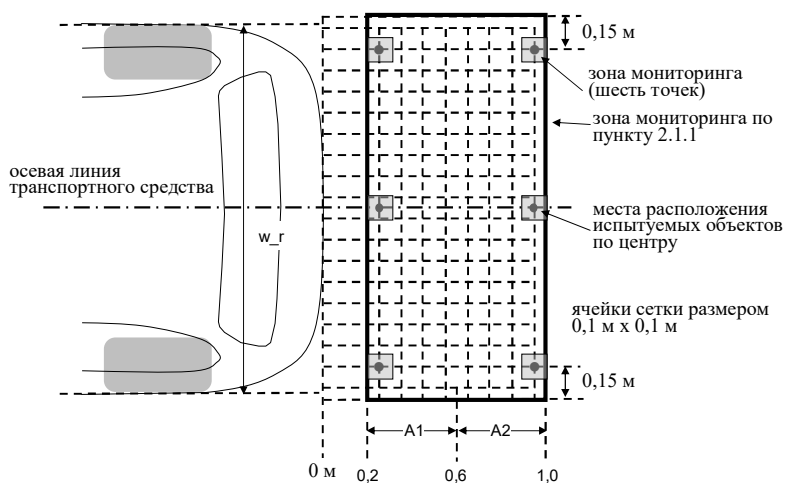 0,15 м
зона мониторинга
(шесть точек)
зона мониторинга по
пункту 2.1.1
осевая линия
транспортного средства
w_r
места расположения
испытуемых объектов
по центру
ячейки сетки размером
0,1 м x 0,1 м
0,15 м
A1
A2
0 м
0,2
0,6
1,0